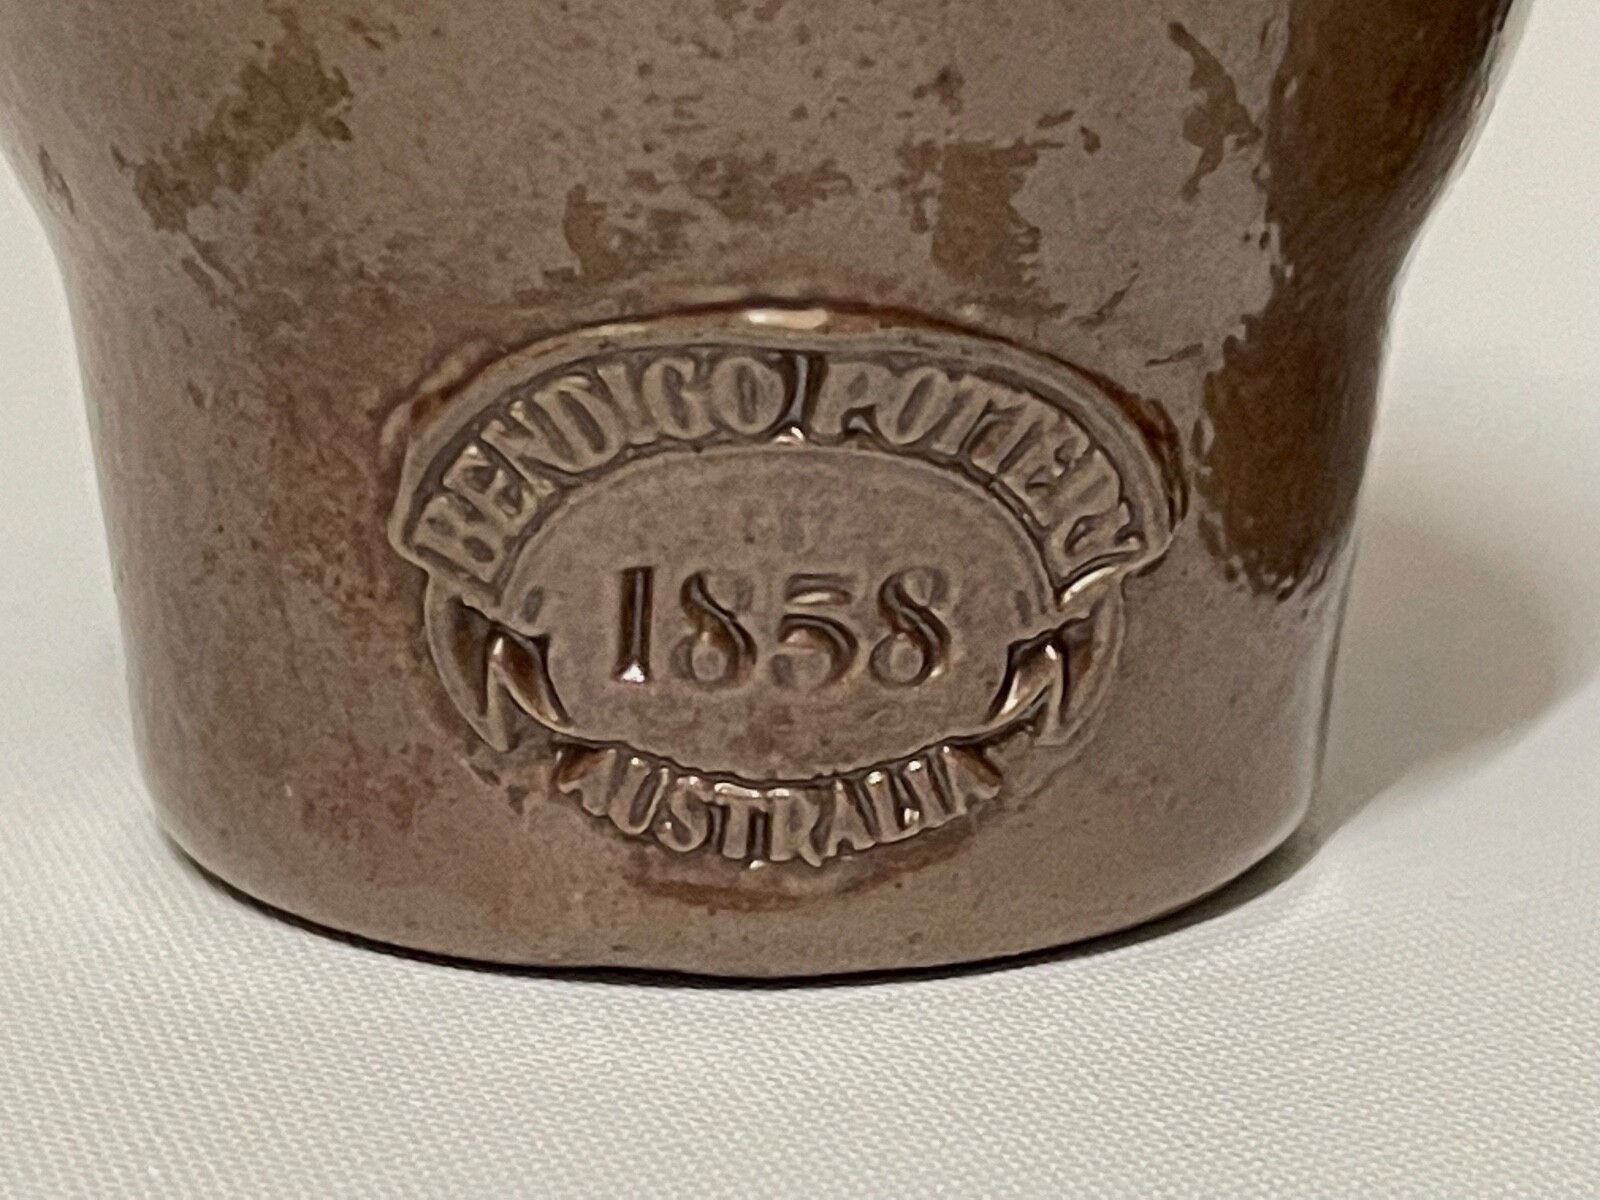 BENDIGO POTTERY
1858
AUSTRALIA